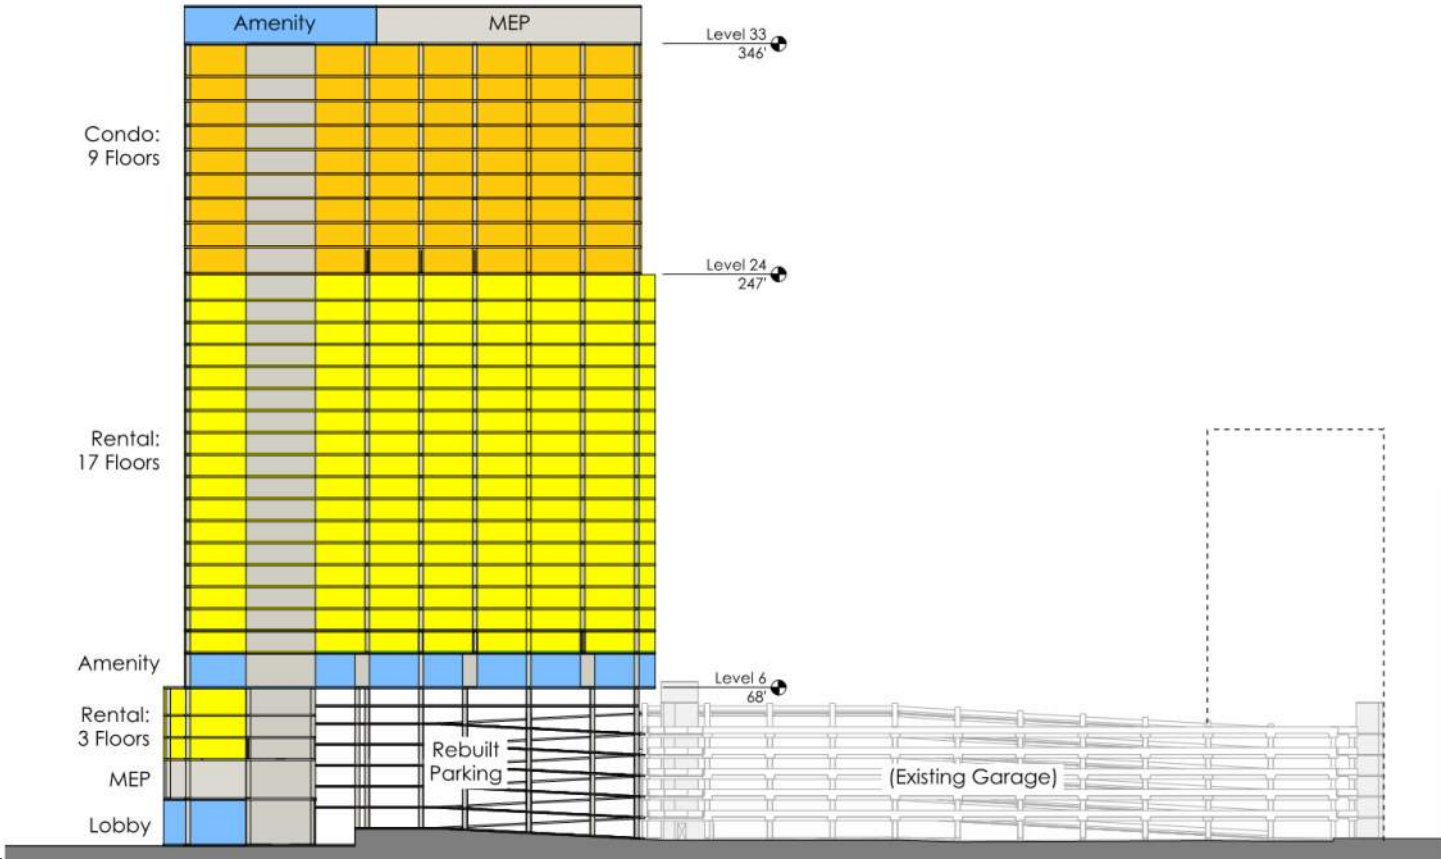 Amenity
MEP
Level 33
346'
Condo:
9 Floors
Level 24
247'
Rental:
17 Floors
Amenity
Level 6
68'
Rental:
3 Floors
Rebuilt
Parking
MEP
(Existing Garage)
Lobby